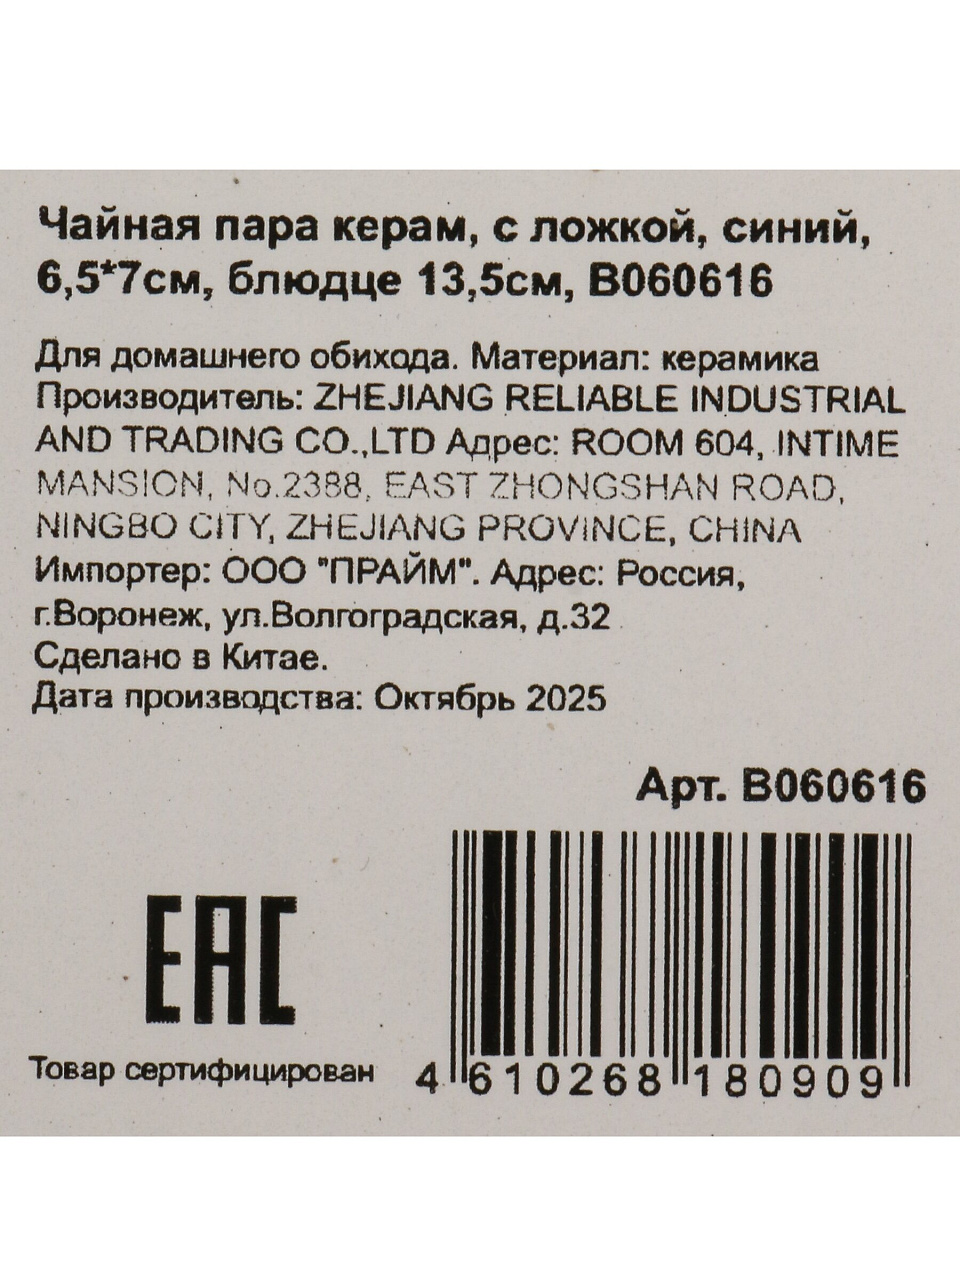 Чайная пара керам, с ложкой, синий,
6,5*7см, блюдце 13,5см, B060616
Для домашнего обихода. Материал: керамика
Производитель: ZHEJIANG RELIABLE INDUSTRIAL
AND TRADING CO.,LTD Адрес: ROOM 604, INTIME
MANSION, No.2388, EAST ZHONGSHAN ROAD,
NINGBO CITY, ZHEJIANG PROVINCE, CHINA
Импортер: ООО "ПРАЙМ". Адрес: Россия,
г.Воронеж, ул.Волгоградская, д.32
Сделано в Китае.
Дата производства: Октябрь 2025
Арт. B060616
EAC
Товар сертифицирован
4 610268 180909